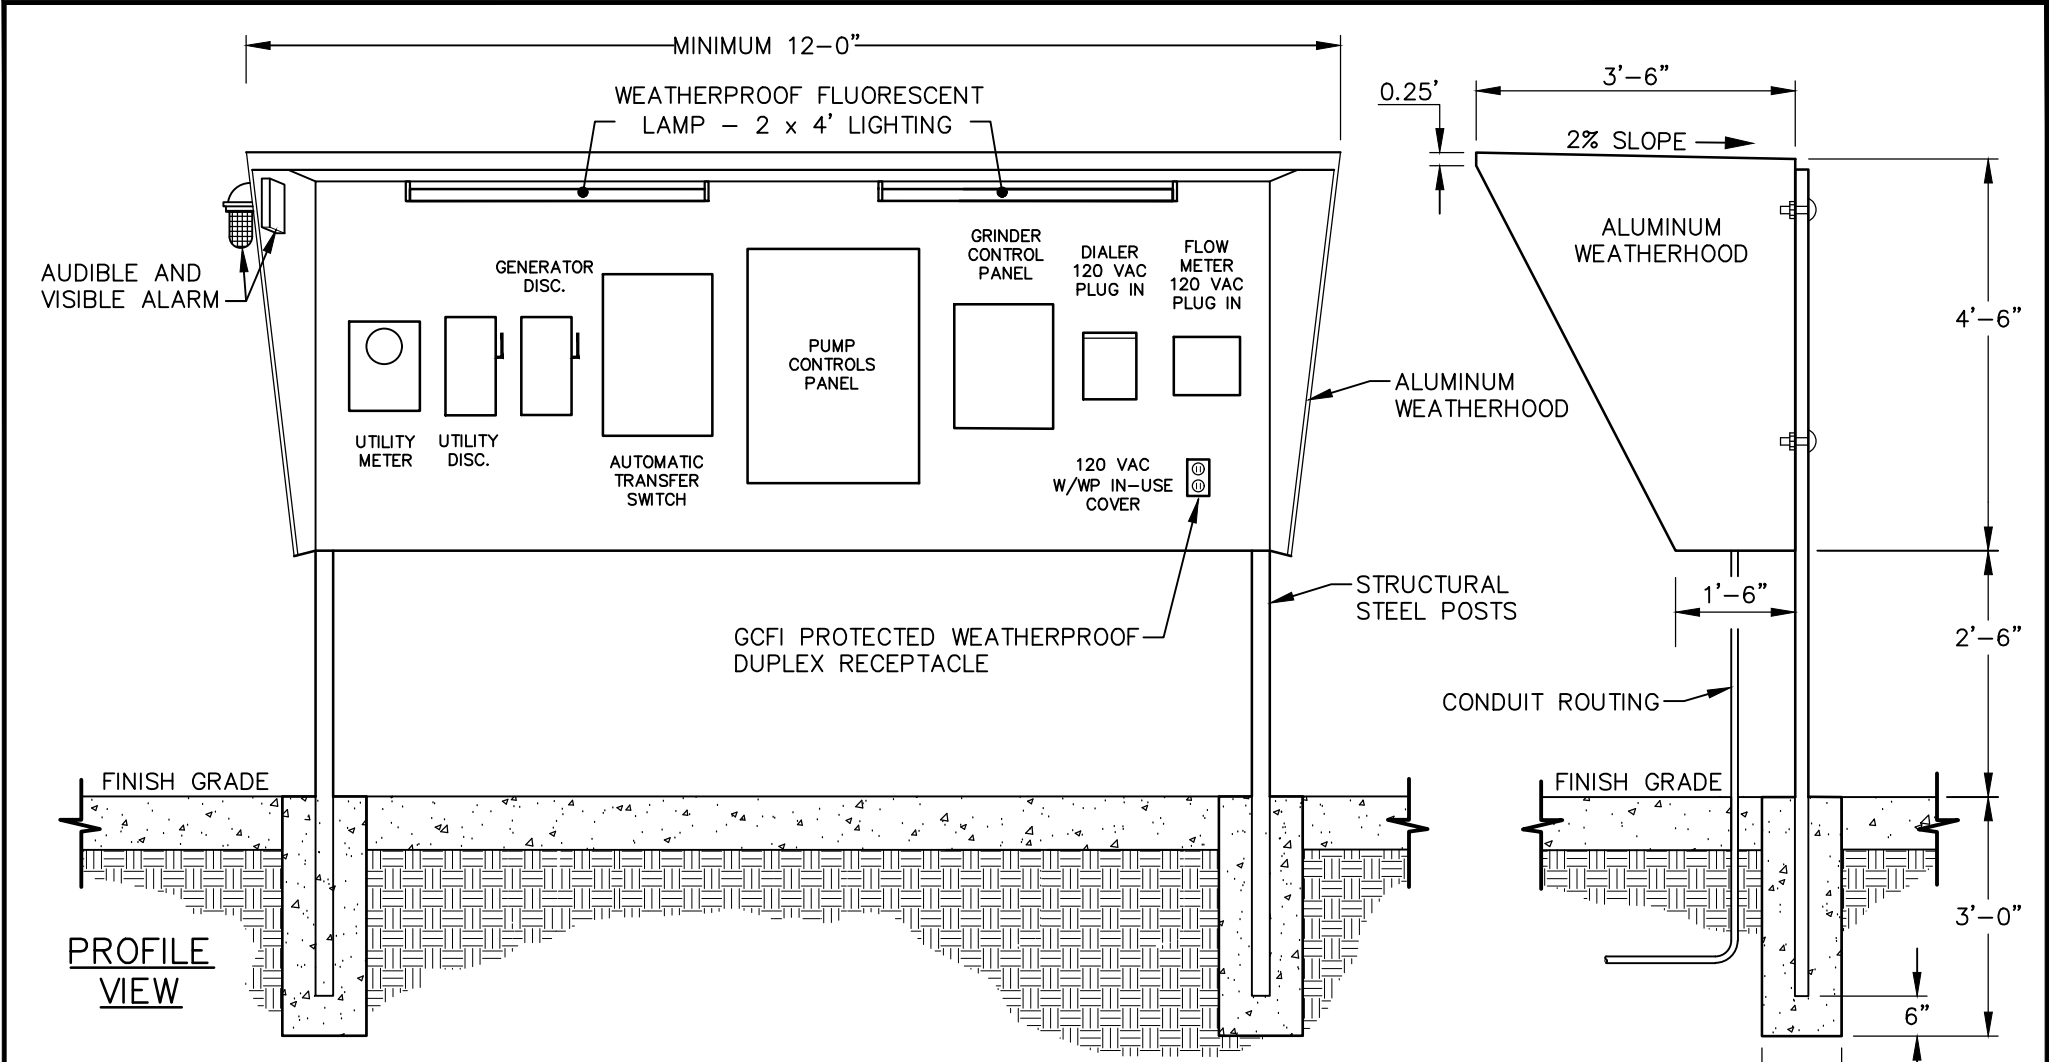 MINIMUM 12–0”
WEATHERPROOF FLUORESCENT
LAMP – 2 x 4' LIGHTING
AUDIBLE AND
VISIBLE ALARM
GENERATOR
DISC.
UTILITY
METER
UTILITY
DISC.
AUTOMATIC
TRANSFER
SWITCH
PUMP
CONTROLS
PANEL
GRINDER
CONTROL
PANEL
DIALER
120 VAC
PLUG IN
FLOW
METER
120 VAC
PLUG IN
120 VAC
W/WP IN–USE
COVER
ALUMINUM
WEATHERHOOD
STRUCTURAL
STEEL POSTS
GCFI PROTECTED WEATHERPROOF
DUPLEX RECEPTACLE
FINISH GRADE
PROFILE
VIEW
0.25'
3'–6”
2% SLOPE
ALUMINUM
WEATHERHOOD
4'–6”
1'–6”
2'–6”
CONDUIT ROUTING
FINISH GRADE
3'–0”
6”